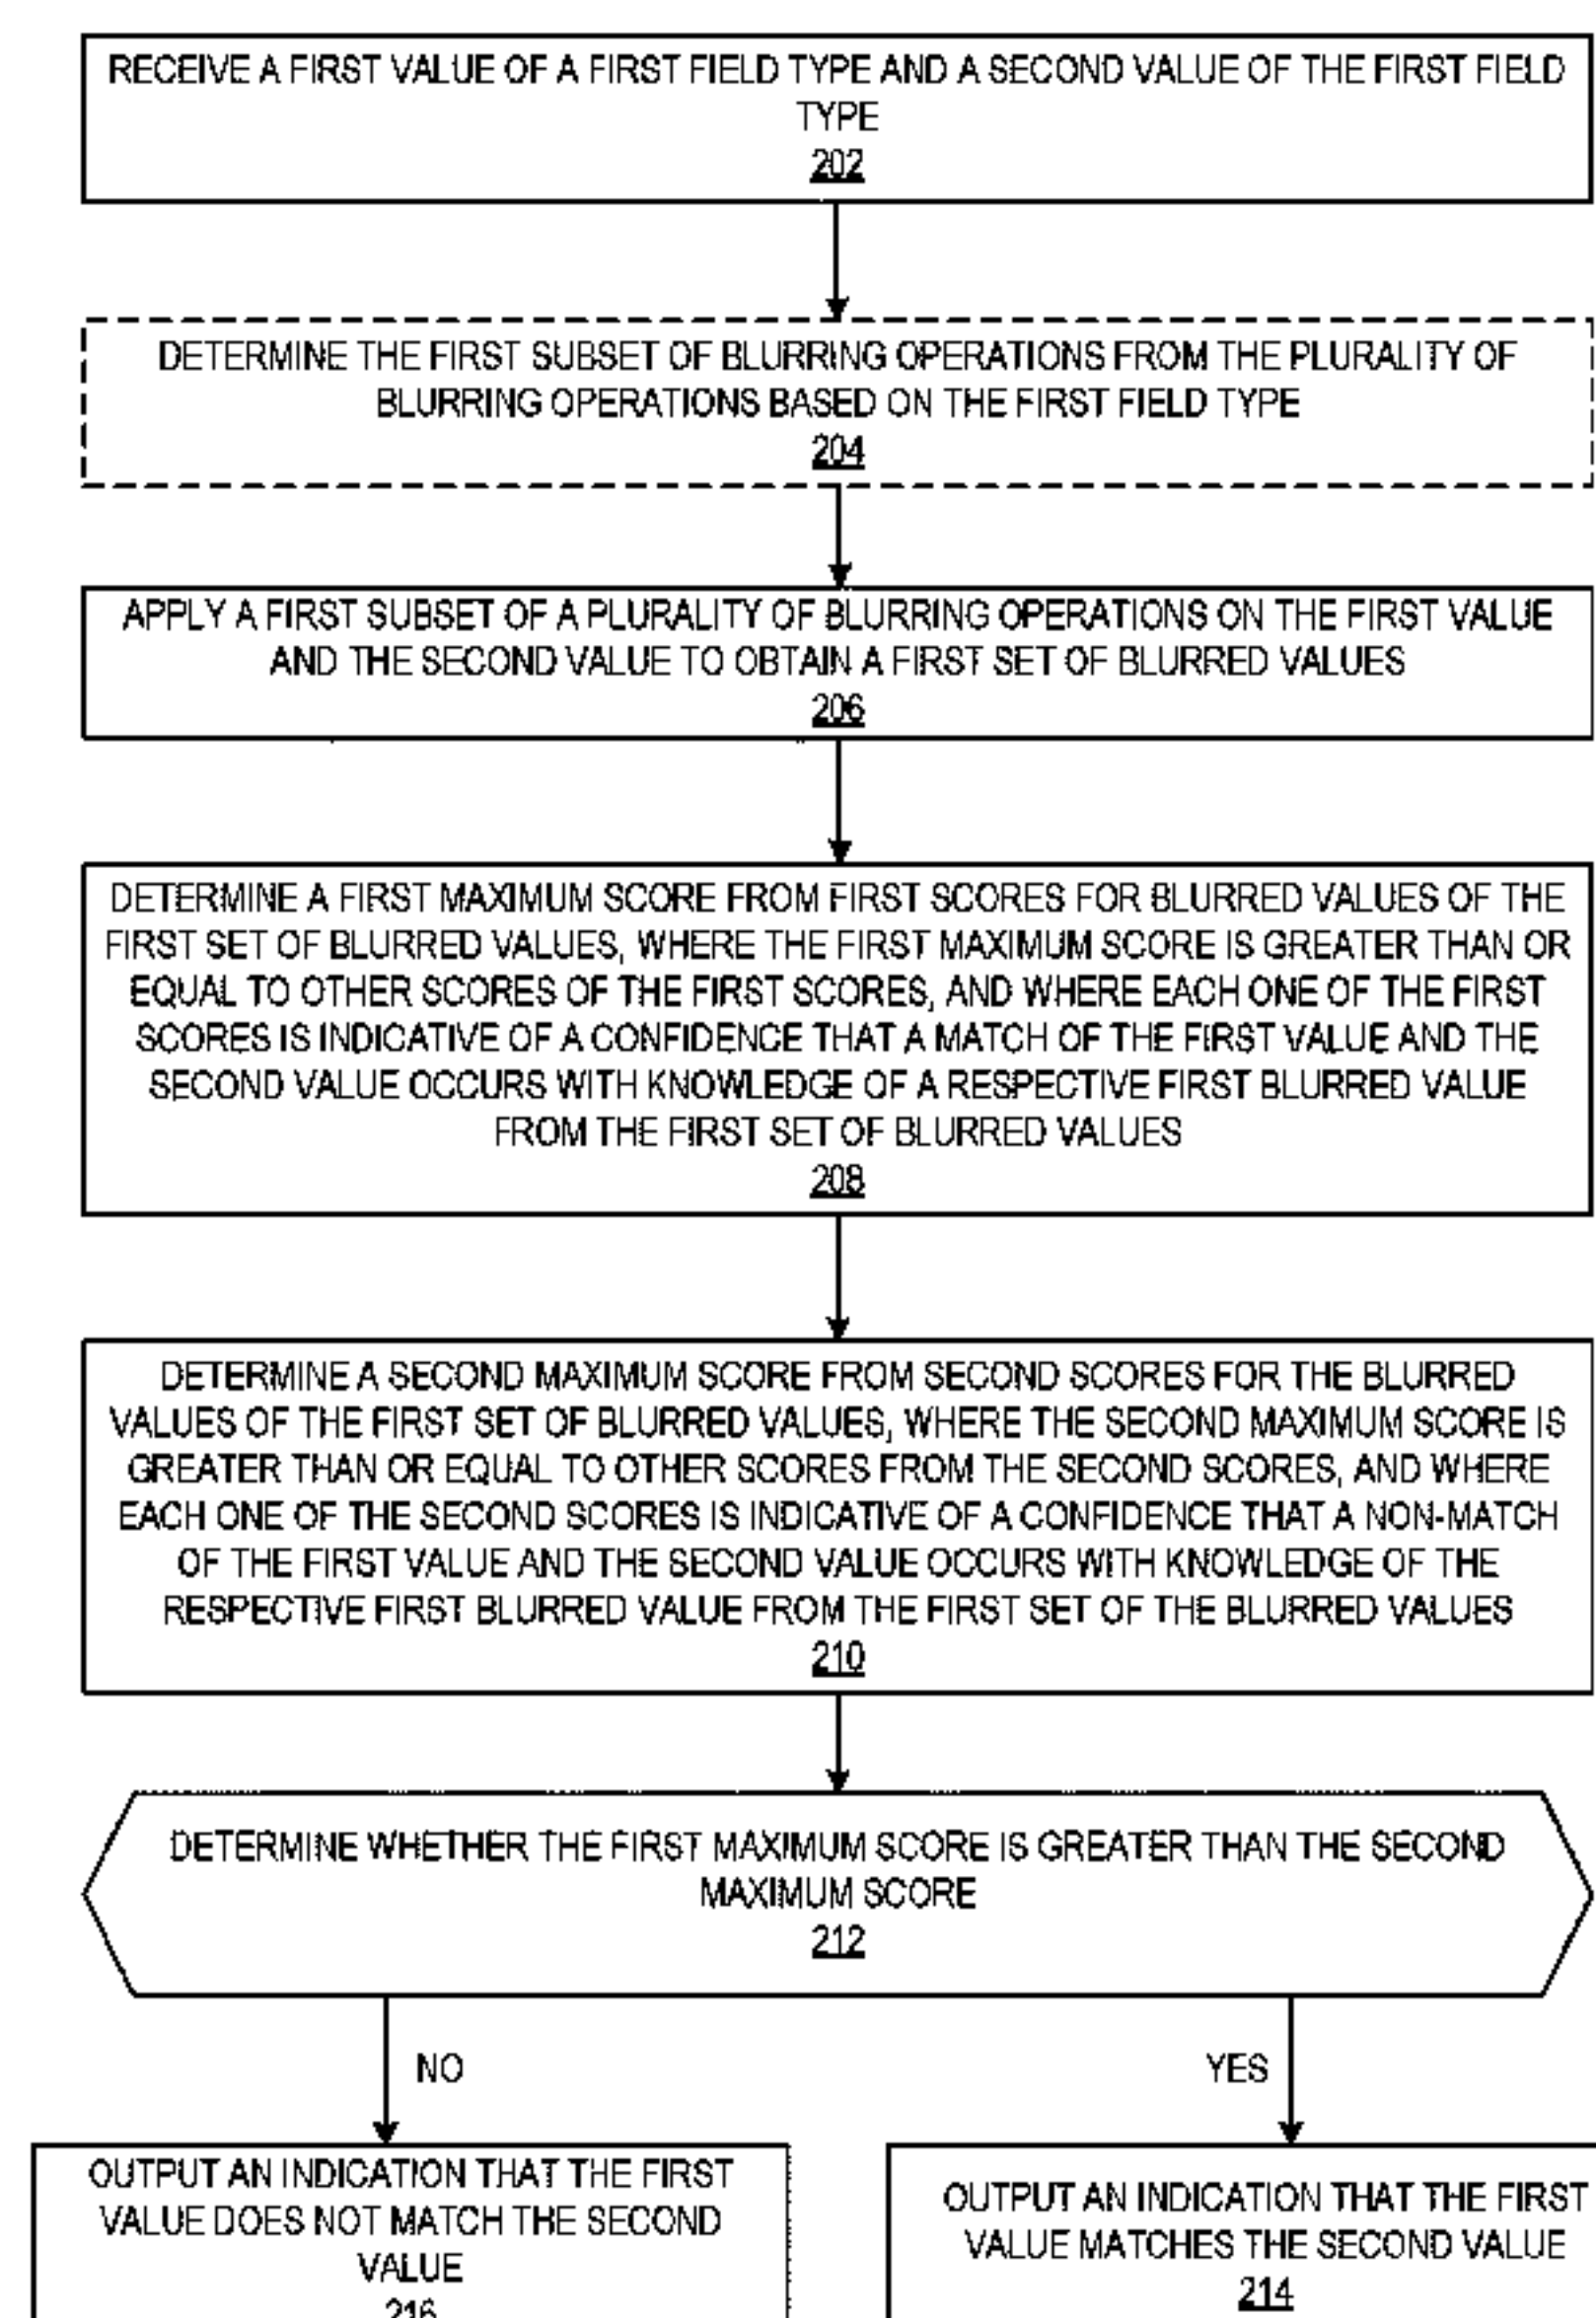 RECEIVE A FIRST VALUE OF A FIRST FIELD TYPE AND A SECOND VALUE OF THE FIRST FIELD
TYPE
202
DETERMINE THE FIRST SUBSET OF BLURRING OPERATIONS FROM THE PLURALITY OF
BLURRING OPERATIONS BASED ON THE FIRST FIELD TYPE
204
APPLY A FIRST SUBSET OF A PLURALITY OF BLURRING OPERATIONS ON THE FIRST VALUE
AND THE SECOND VALUE TO OBTAIN A FIRST SET OF BLURRED VALUES
206
DETERMINE A FIRST MAXIMUM SCORE FROM FIRST SCORES FOR BLURRED VALUES OF THE
FIRST SET OF BLURRED VALUES, WHERE THE FIRST MAXIMUM SCORE IS GREATER THAN OR
EQUAL TO OTHER SCORES OF THE FIRST SCORES, AND WHERE EACH ONE OF THE FIRST
SCORES IS INDICATIVE OF A CONFIDENCE THAT A MATCH OF THE FIRST VALUE AND THE
SECOND VALUE OCCURS WITH KNOWLEDGE OF A RESPECTIVE FIRST BLURRED VALUE
FROM THE FIRST SET OF BLURRED VALUES
208
DETERMINE A SECOND MAXIMUM SCORE FROM SECOND SCORES FOR THE BLURRED
VALUES OF THE FIRST SET OF BLURRED VALUES, WHERE THE SECOND MAXIMUM SCORE IS
GREATER THAN OR EQUAL TO OTHER SCORES FROM THE SECOND SCORES, AND WHERE
EACH ONE OF THE SECOND SCORES IS INDICATIVE OF A CONFIDENCE THAT A NON-MATCH
OF THE FIRST VALUE AND THE SECOND VALUE OCCURS WITH KNOWLEDGE OF THE
RESPECTIVE FIRST BLURRED VALUE FROM THE FIRST SET OF THE BLURRED VALUES
210
DETERMINE WHETHER THE FIRST MAXIMUM SCORE IS GREATER THAN THE SECOND
MAXIMUM SCORE
212
NO
YES
OUTPUT AN INDICATION THAT THE FIRST
VALUE DOES NOT MATCH THE SECOND
VALUE
216
OUTPUT AN INDICATION THAT THE FIRST
VALUE MATCHES THE SECOND VALUE
214